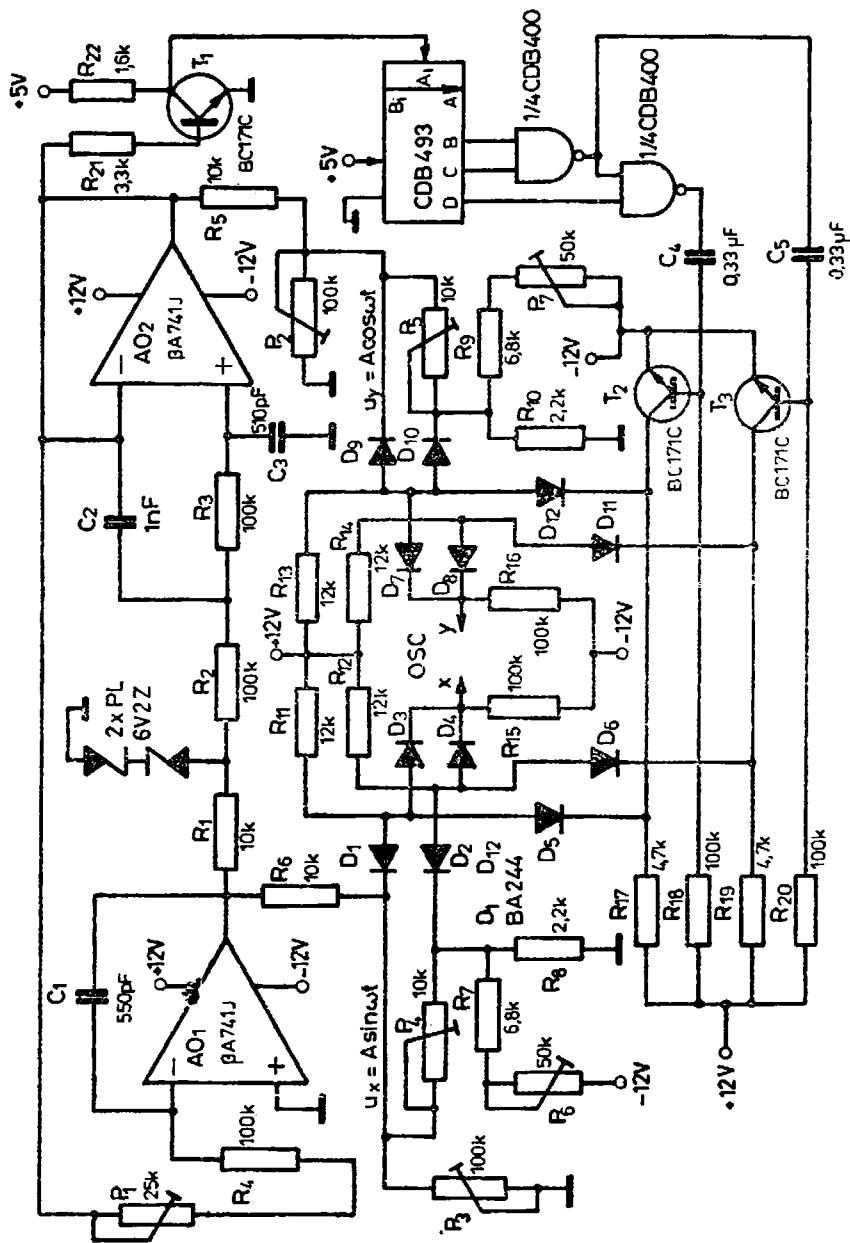 P1
25k
R4
100k
C1
550pF
+12V
AO1
βA741J
-12V
−
+
R1
10k
R6
10k
2x PL
6V2Z
R2
100k
R3
100k
C2
1nF
510pF
C3
+12V
AO2
βA741J
-12V
−
+
+5V
R22
1,6k
R21
3,3k
T1
BC171C
R5
10k
P2
100k
uy = Acosωt
ux = Asinωt
P3
100k
P4
10k
R7
6,8k
R8
2,2k
P6
50k
-12V
D1
D2
D1 D12
BA244
D5
R11
12k
R12
12k
+12V
R13
12k
R14
12k
D3
D4
x
OSC
y
D7
D8
R15
100k
R16
100k
-12V
D6
D9
D10
D12
D11
P5
10k
R9
6,8k
R10
2,2k
P7
50k
-12V
+5V
CDB493
B1
A1
A
B
C
D
1/4CDB400
1/4CDB400
T2
BC171C
T3
BC171C
C4
0,33µF
C5
0,33µF
R17
4,7k
R18
100k
R19
4,7k
R20
100k
+12V